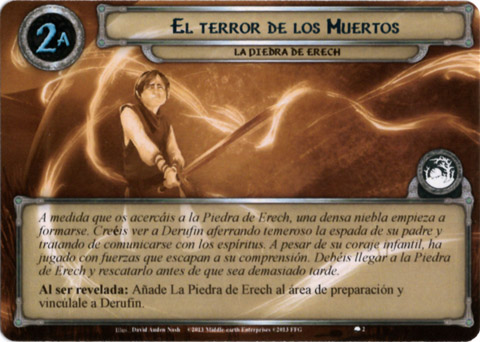 2A
El terror de los Muertos
La Piedra de Erech
A medida que os acercáis a la Piedra de Erech, una densa niebla empieza a
formarse. Creéis ver a Derufin aferrando temeroso la espada de su padre y
tratando de comunicarse con los espíritus. A pesar de su coraje infantil, ha
jugado con fuerzas que escapan a su comprensión. Debéis llegar a la Piedra
de Erech y rescatarlo antes de que sea demasiado tarde.
Al ser revelada: Añade La Piedra de Erech al área de preparación y
vincúlale a Derufin.
Ilus. David Auden Nash ©2013 Middle-earth Enterprises ©2013 FFG 2